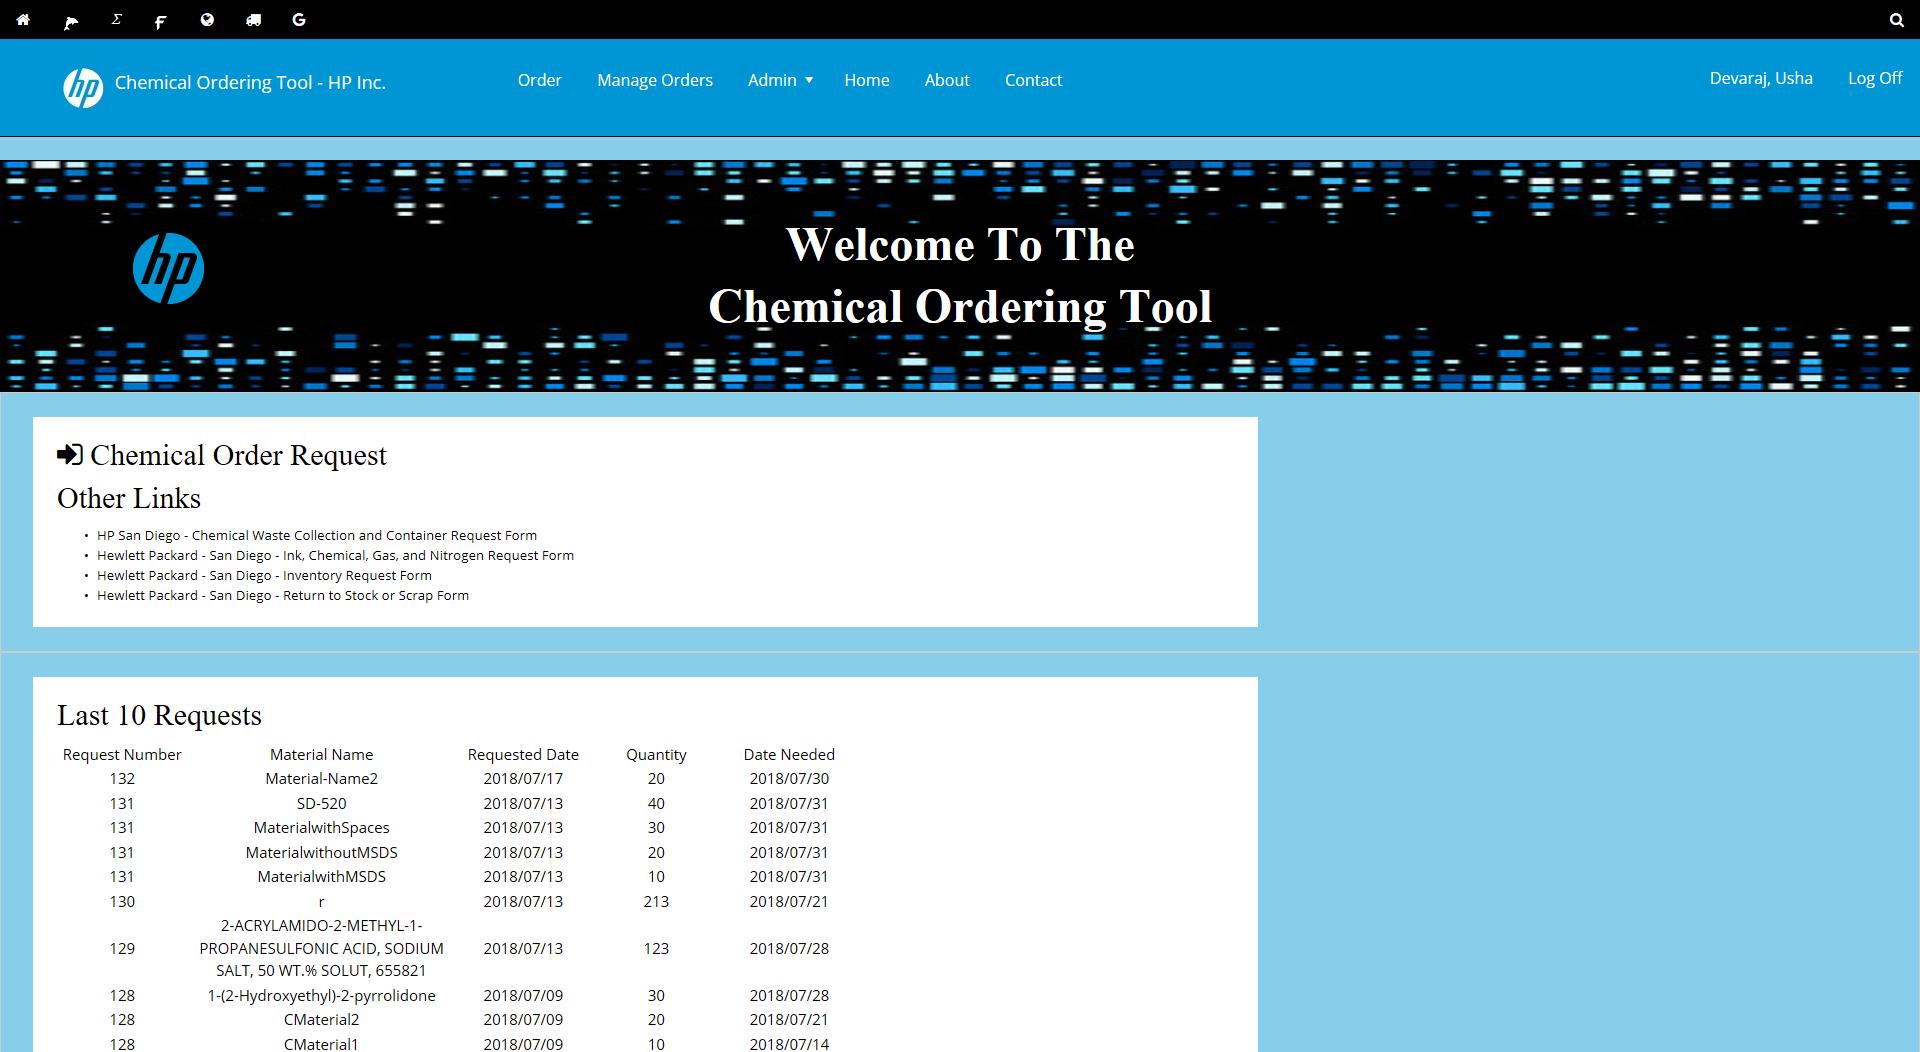 Σ F G
hp Chemical Ordering Tool - HP Inc. Order Manage Orders Admin Home About Contact Devaraj, Usha Log Off
Welcome To The
hp
Chemical Ordering Tool
Chemical Order Request
Other Links
• HP San Diego - Chemical Waste Collection and Container Request Form
• Hewlett Packard - San Diego - Ink, Chemical, Gas, and Nitrogen Request Form
• Hewlett Packard - San Diego - Inventory Request Form
• Hewlett Packard - San Diego - Return to Stock or Scrap Form
Last 10 Requests
Request Number Material Name Requested Date Quantity Date Needed
132 Material-Name2 2018/07/17 20 2018/07/30
131 SD-520 2018/07/13 40 2018/07/31
131 MaterialwithSpaces 2018/07/13 30 2018/07/31
131 MaterialwithoutMSDS 2018/07/13 20 2018/07/31
131 MaterialwithMSDS 2018/07/13 10 2018/07/31
130 r 2018/07/13 213 2018/07/21
2-ACRYLAMIDO-2-METHYL-1-
129 PROPANESULFONIC ACID, SODIUM 2018/07/13 123 2018/07/28
SALT, 50 WT.% SOLUT, 655821
128 1-(2-Hydroxyethyl)-2-pyrrolidone 2018/07/09 30 2018/07/28
128 CMaterial2 2018/07/09 20 2018/07/21
128 CMaterial1 2018/07/09 10 2018/07/14